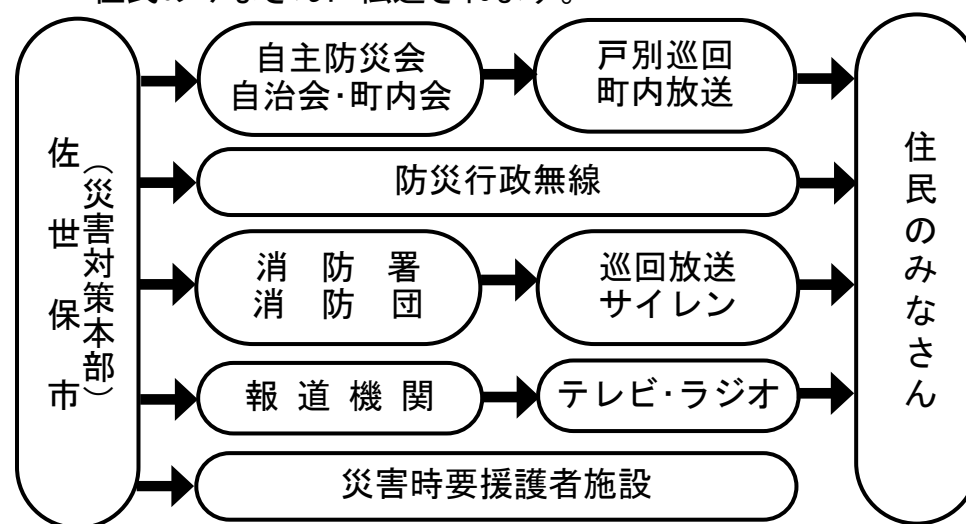 佐世保市
（災害対策本部）
自主防災会
自治会・町内会
戸別巡回
町内放送
防災行政無線
消防署
消防団
巡回放送
サイレン
報道機関
テレビ・ラジオ
災害時要援護者施設
住民のみなさん